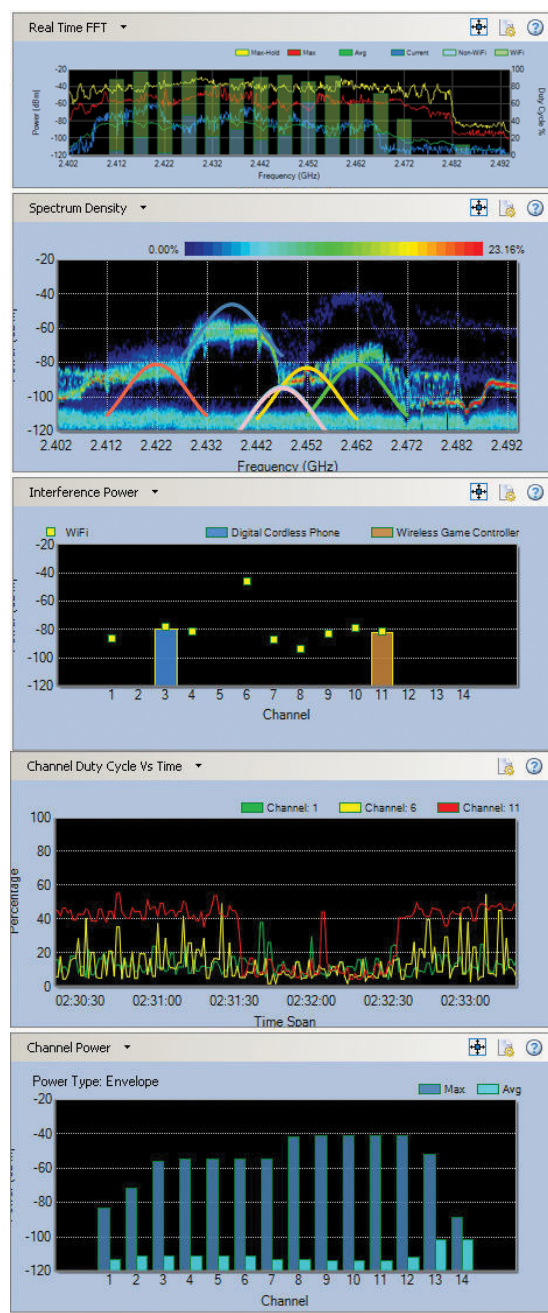 Real Time FFT
Max-Hold Max Avg Current Non-WiFi WiFi
-20 100
-40 80
-60 60
-80 40
-100 20
-120 0
Power [dBm]
Duty Cycle %
2.402 2.412 2.422 2.432 2.442 2.452 2.462 2.472 2.482 2.492
Frequency (GHz)
Spectrum Density
0.00% 23.16%
-20
-40
-60
-80
-100
-120
2.402 2.412 2.422 2.432 2.442 2.452 2.462 2.472 2.482 2.492
Frequency (GHz)
Interference Power
WiFi Digital Cordless Phone Wireless Game Controller
-20
-40
-60
-80
-100
-120
1 2 3 4 5 6 7 8 9 10 11 12 13 14
Channel
Channel Duty Cycle Vs Time
Channel: 1 Channel: 6 Channel: 11
100
80
60
40
20
0
Percentage
02:30:30 02:31:00 02:31:30 02:32:00 02:32:30 02:33:00
Time Span
Channel Power
Power Type: Envelope
Max Avg
-20
-40
-60
-80
-100
-120
1 2 3 4 5 6 7 8 9 10 11 12 13 14
Channel